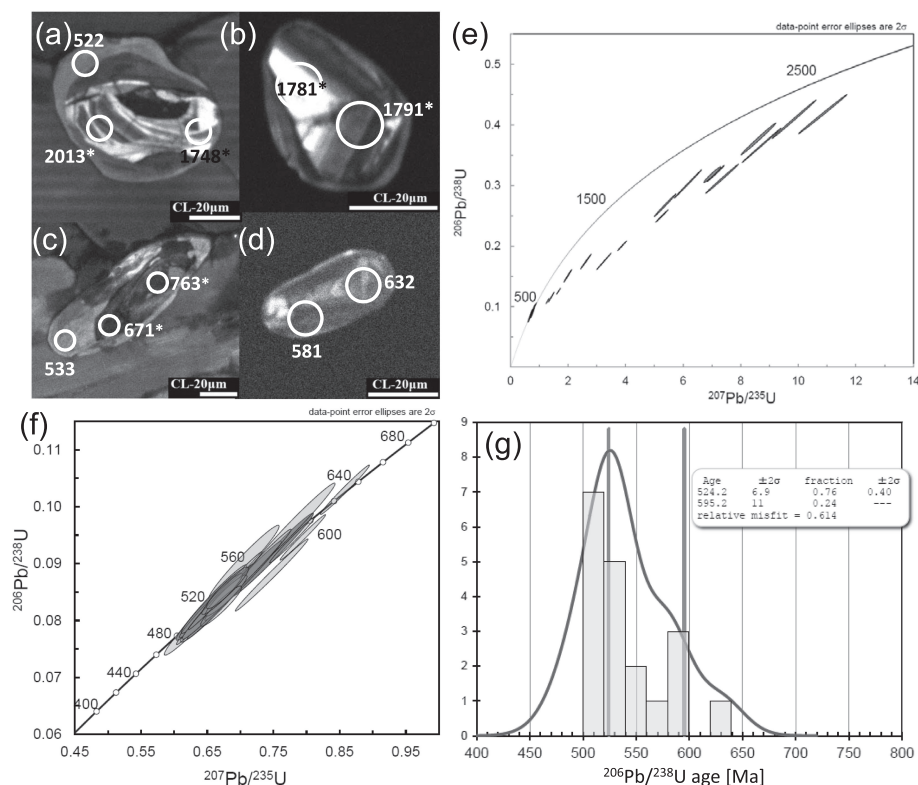 (a)
522
2013*
1748*
CL-20µm
(b)
1781*
1791*
CL-20µm
(c)
763*
671*
533
CL-20µm
(d)
632
581
CL-20µm
(e)
data-point error ellipses are 2σ
0.5
0.4
0.3
0.2
0.1
2500
1500
500
0 2 4 6 8 10 12 14
206Pb/238U
207Pb/235U
(f)
data-point error ellipses are 2σ
0.11
0.10
0.09
0.08
0.07
0.06
680
640
600
560
520
480
440
400
0.45 0.55 0.65 0.75 0.85 0.95
206Pb/238U
207Pb/235U
(g)
9
8
7
6
5
4
3
2
1
0
Age ±2σ fraction ±2σ
524.2 6.9 0.76 0.40
595.2 11 0.24 ---
relative misfit = 0.614
400 450 500 550 600 650 700 750 800
206Pb/238U age [Ma]